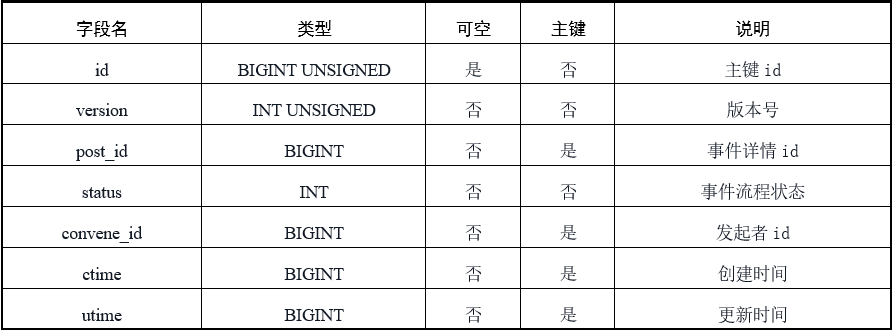 字段名 类型 可空 主键 说明
id BIGINT UNSIGNED 是 否 主键 id
version INT UNSIGNED 否 否 版本号
post_id BIGINT 否 是 事件详情 id
status INT 否 否 事件流程状态
convene_id BIGINT 否 是 发起者 id
ctime BIGINT 否 是 创建时间
utime BIGINT 否 是 更新时间